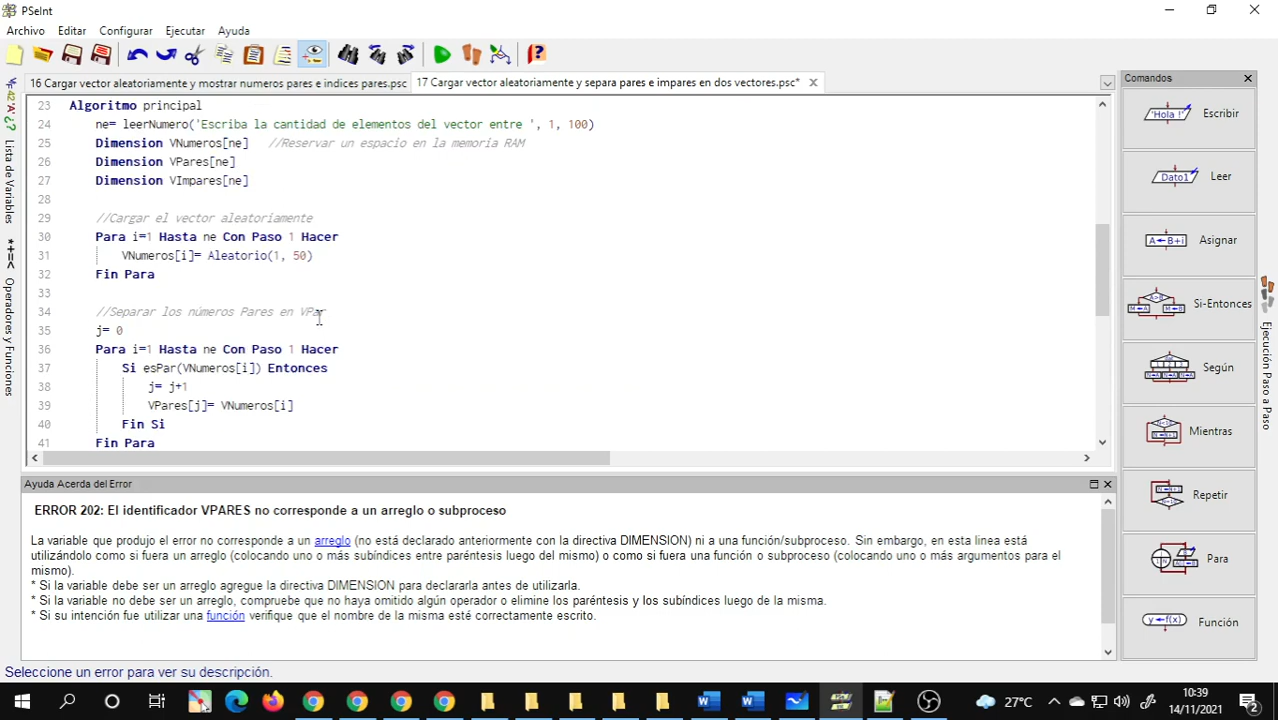 PSeInt
Archivo Editar Configurar Ejecutar Ayuda
16 Cargar vector aleatoriamente y mostrar numeros pares e indices pares.psc
17 Cargar vector aleatoriamente y separa pares e impares en dos vectores.psc*
Comandos
Lista de Variables
Operadores y Funciones
23 Algoritmo principal
24 ne= leerNumero('Escriba la cantidad de elementos del vector entre ', 1, 100)
25 Dimension VNumeros[ne] //Reservar un espacio en la memoria RAM
26 Dimension VPares[ne]
27 Dimension VImpares[ne]
28
29 //Cargar el vector aleatoriamente
30 Para i=1 Hasta ne Con Paso 1 Hacer
31 VNumeros[i]= Aleatorio(1, 50)
32 Fin Para
33
34 //Separar los números Pares en VPar
35 j= 0
36 Para i=1 Hasta ne Con Paso 1 Hacer
37 Si esPar(VNumeros[i]) Entonces
38 j= j+1
39 VPares[j]= VNumeros[i]
40 Fin Si
41 Fin Para
Escribir
Leer
Asignar
Si-Entonces
Según
Mientras
Repetir
Para
Función
Ejecución Paso a Paso
Ayuda Acerca del Error
ERROR 202: El identificador VPARES no corresponde a un arreglo o subproceso
La variable que produjo el error no corresponde a un arreglo (no está declarado anteriormente con la directiva DIMENSION) ni a una función/subproceso. Sin embargo, en esta linea está
utilizándolo como si fuera un arreglo (colocando uno o más subíndices entre paréntesis luego del mismo) o como si fuera una función o subproceso (colocando uno o más argumentos para el
mismo).
* Si la variable debe ser un arreglo agregue la directiva DIMENSION para declararla antes de utilizarla.
* Si la variable no debe ser un arreglo, compruebe que no haya omitido algún operador o elimine los paréntesis y los subíndices luego de la misma.
* Si su intención fue utilizar una función verifique que el nombre de la misma esté correctamente escrito.
Seleccione un error para ver su descripción.
27°C
10:39
14/11/2021
2